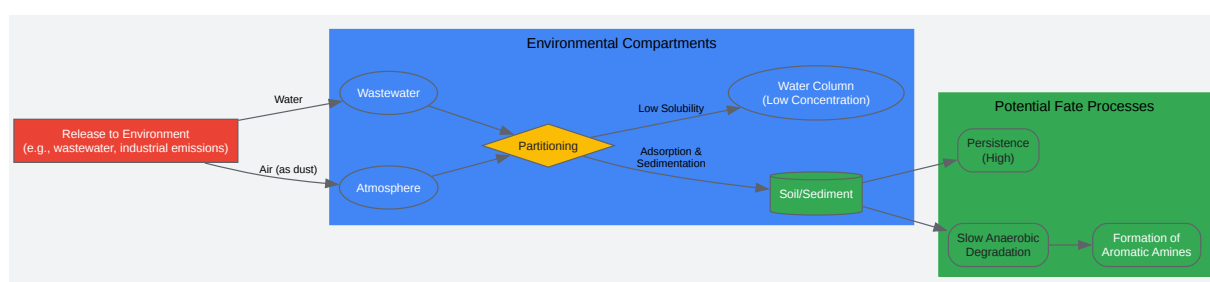 Environmental Compartments
Release to Environment
(e.g., wastewater, industrial emissions)
Water
Air (as dust)
Wastewater
Atmosphere
Partitioning
Low Solubility
Adsorption &
Sedimentation
Water Column
(Low Concentration)
Soil/Sediment
Potential Fate Processes
Persistence
(High)
Slow Anaerobic
Degradation
Formation of
Aromatic Amines